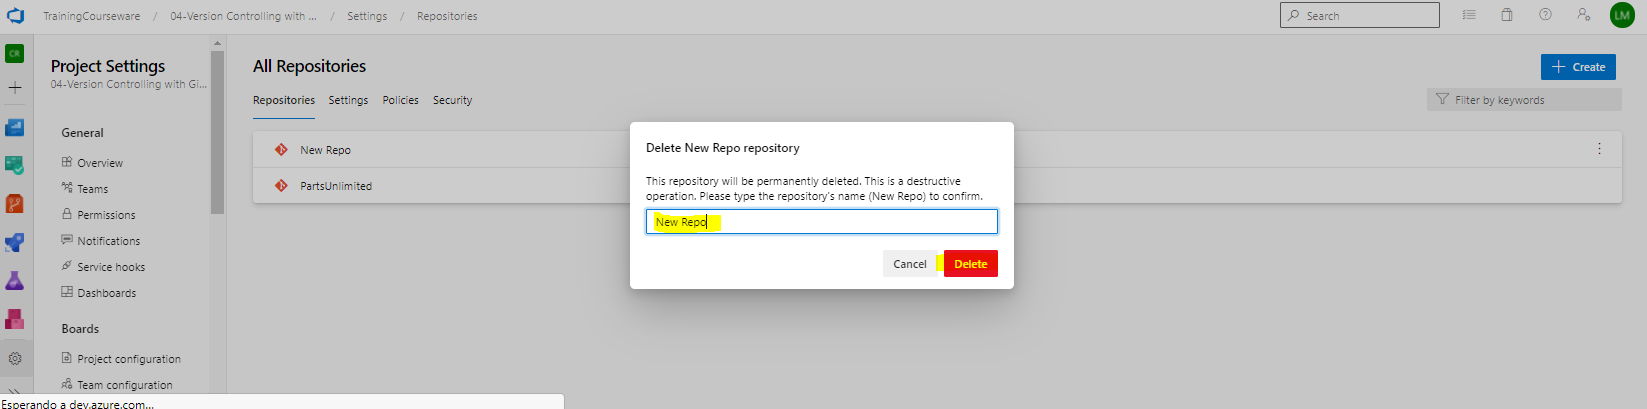 TrainingCourseware / 04-Version Controlling with ... / Settings / Repositories
Search
LM
CR
Project Settings
04-Version Controlling with Gi...
General
Overview
Teams
Permissions
Notifications
Service hooks
Dashboards
Boards
Project configuration
Team configuration
All Repositories
Create
Repositories Settings Policies Security
Filter by keywords
New Repo
PartsUnlimited
Delete New Repo repository
This repository will be permanently deleted. This is a destructive
operation. Please type the repository's name (New Repo) to confirm.
New Repo
Cancel Delete
Esperando a dev.azure.com...